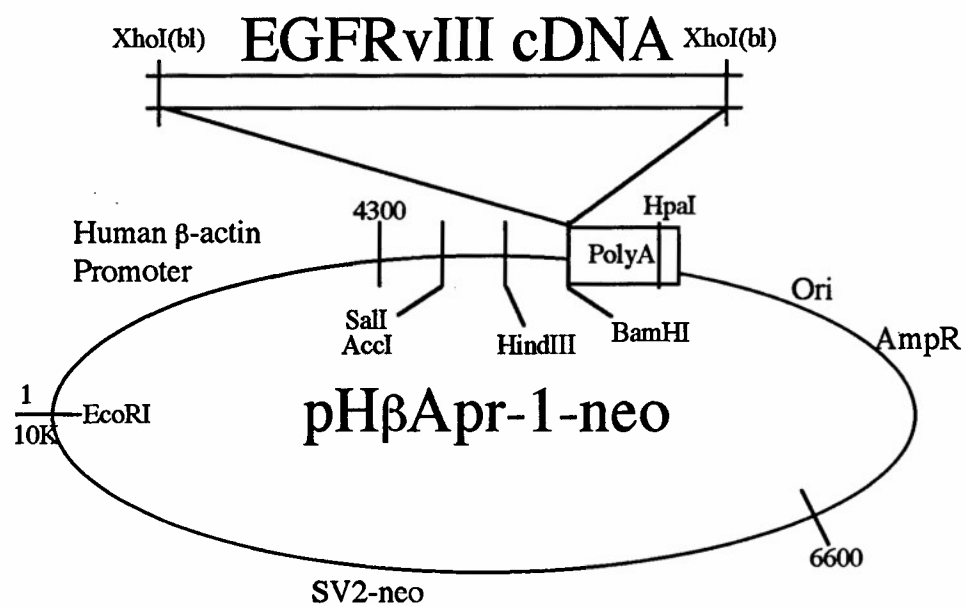 XhoI(bl) EGFRvIII cDNA XhoI(bl)
4300
HpaI
Human β-actin
Promoter
PolyA
Ori
SalI
AccI
HindIII
BamHI
AmpR
1
10K
EcoRI
pHβApr-1-neo
6600
SV2-neo